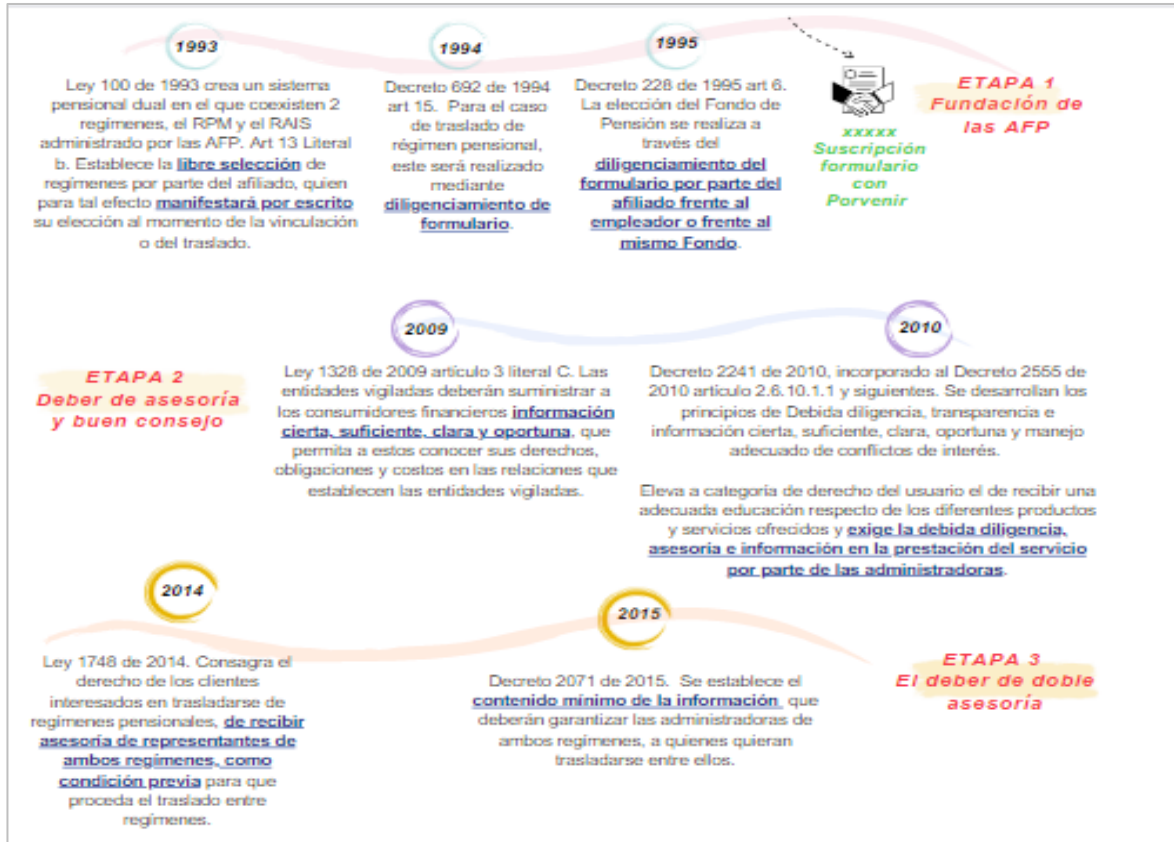 1993
Ley 100 de 1993 crea un sistema
pensional dual en el que coexisten 2
regímenes, el RPM y el RAIS
administrado por las AFP. Art 13 Literal
b. Establece la libre selección de
regímenes por parte del afiliado, quien
para tal efecto manifestará por escrito
su elección al momento de la vinculación
o del traslado.
1994
Decreto 692 de 1994
art 15. Para el caso
de traslado de
régimen pensional,
este será realizado
mediante
diligenciamiento de
formulario.
1995
Decreto 228 de 1995 art 6.
La elección del Fondo de
Pensión se realiza a
través del
diligenciamiento del
formulario por parte del
afiliado frente al
empleador o frente al
mismo Fondo.
xxxxx
Suscripción
formulario
con
Porvenir
ETAPA 1
Fundación de
las AFP
ETAPA 2
Deber de asesoría
y buen consejo
2009
Ley 1328 de 2009 artículo 3 literal C. Las
entidades vigiladas deberán suministrar a
los consumidores financieros información
cierta, suficiente, clara y oportuna, que
permita a estos conocer sus derechos,
obligaciones y costos en las relaciones que
establecen las entidades vigiladas.
2010
Decreto 2241 de 2010, incorporado al Decreto 2555 de
2010 artículo 2.6.10.1.1 y siguientes. Se desarrollan los
principios de Debida diligencia, transparencia e
información cierta, suficiente, clara, oportuna y manejo
adecuado de conflictos de interés.
Eleva a categoría de derecho del usuario el de recibir una
adecuada educación respecto de los diferentes productos
y servicios ofrecidos y exige la debida diligencia,
asesoría e información en la prestación del servicio
por parte de las administradoras.
2014
Ley 1748 de 2014. Consagra el
derecho de los clientes
interesados en trasladarse de
regímenes pensionales, de recibir
asesoría de representantes de
ambos regímenes, como
condición previa para que
proceda el traslado entre
regímenes.
2015
Decreto 2071 de 2015. Se establece el
contenido mínimo de la información que
deberán garantizar las administradoras de
ambos regímenes, a quienes quieran
trasladarse entre ellos.
ETAPA 3
El deber de doble
asesoría